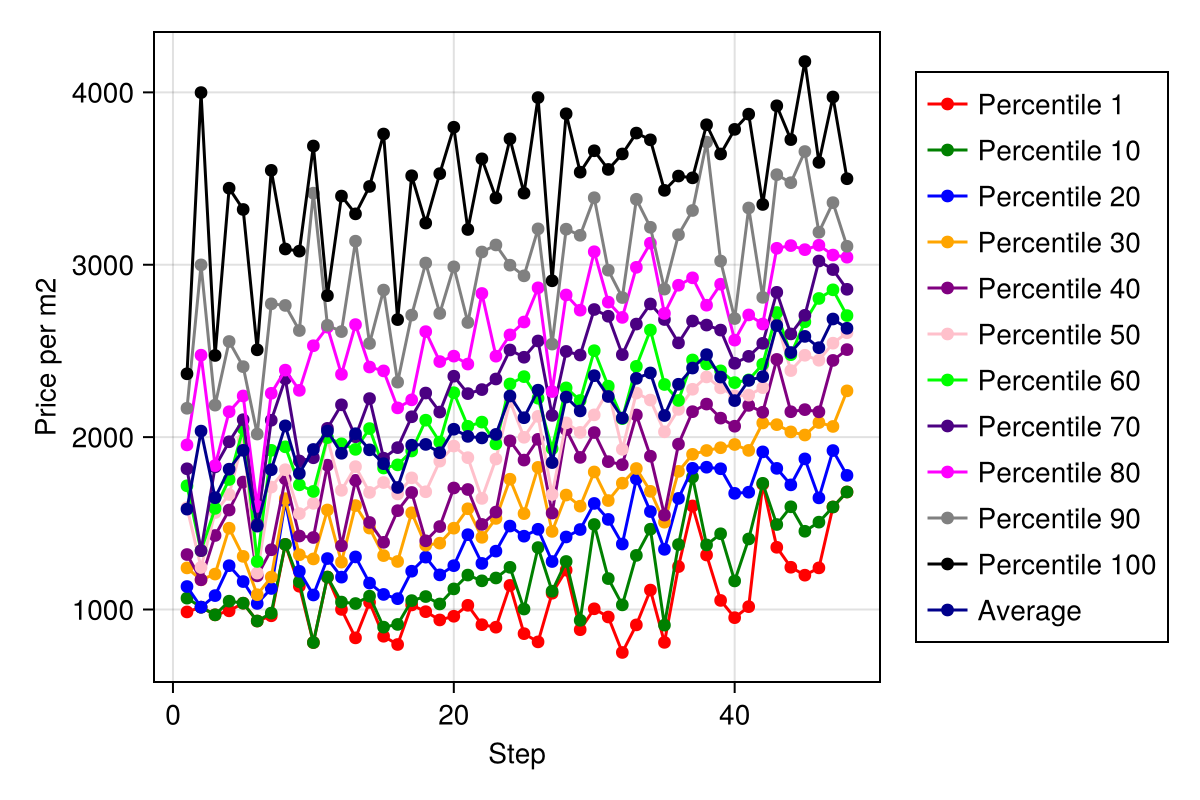 4000
3000
2000
1000
Price per m2
0
20
40
Step
Percentile 1
Percentile 10
Percentile 20
Percentile 30
Percentile 40
Percentile 50
Percentile 60
Percentile 70
Percentile 80
Percentile 90
Percentile 100
Average